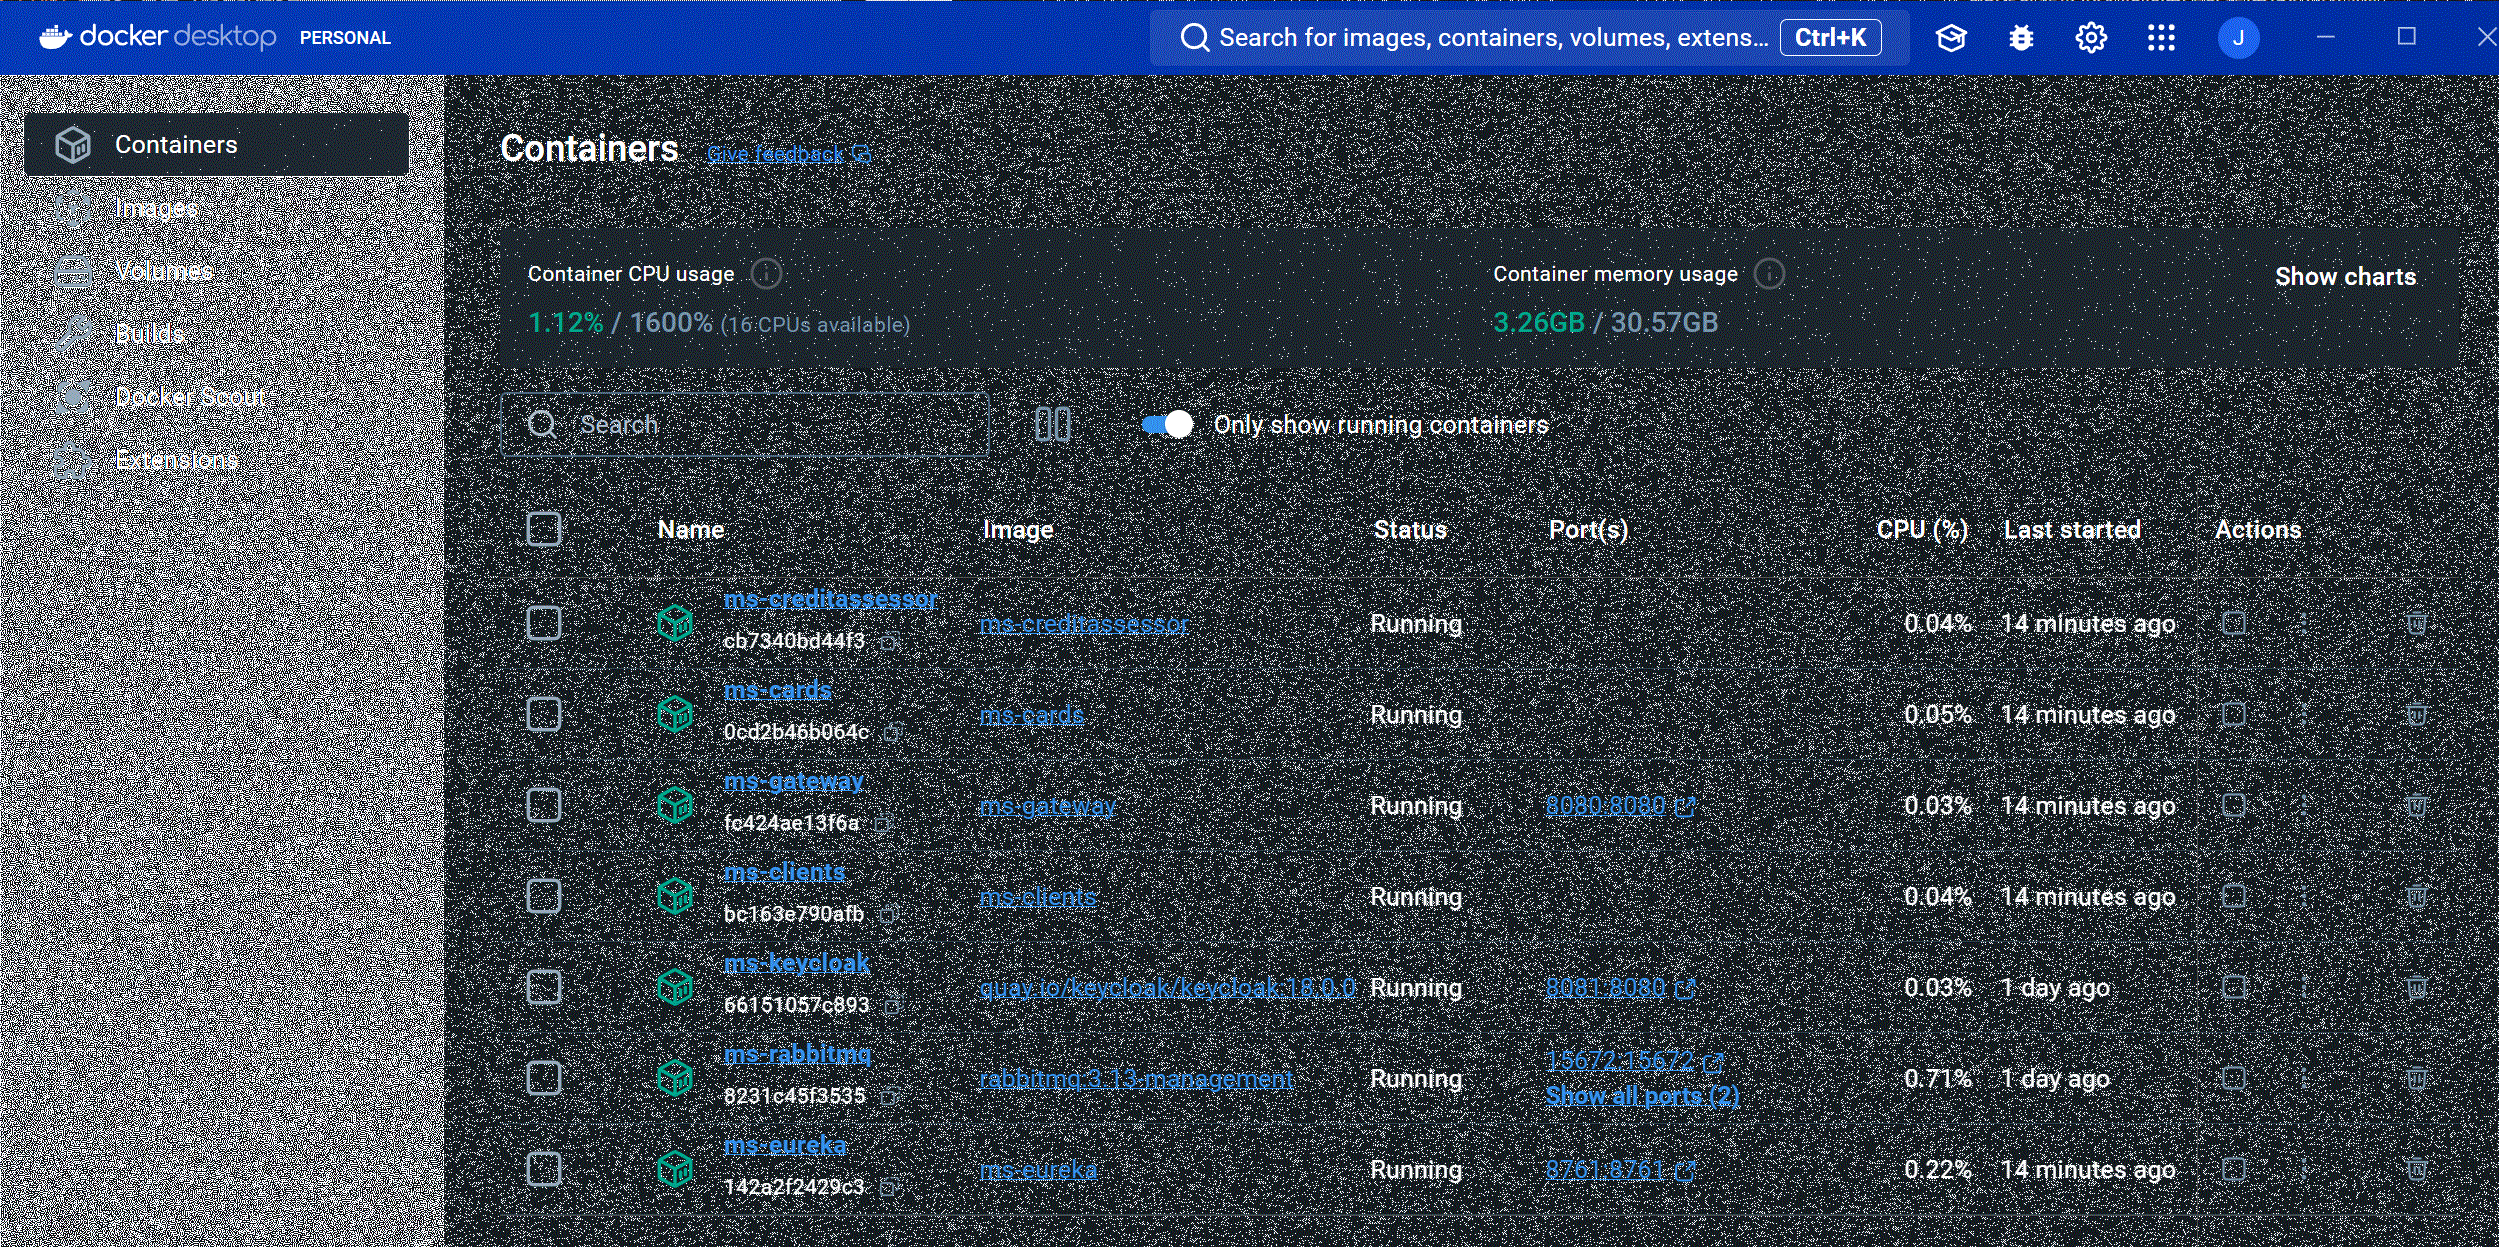 docker desktop PERSONAL
Search for images, containers, volumes, extens... Ctrl+K
J
Containers
Images
Volumes
Builds
Docker Scout
Extensions
Containers Give feedback
Container CPU usage
1.12% / 1600% (16 CPUs available)
Container memory usage
3.26GB / 30.57GB
Show charts
Search
Only show running containers
Name Image Status Port(s) CPU (%) Last started Actions
ms-creditassessor
cb7340bd44f3
ms-creditassessor Running 0.04% 14 minutes ago
ms-cards
0cd2b46b064c
ms-cards Running 0.05% 14 minutes ago
ms-gateway
fc424ae13f6a
ms-gateway Running 8080:8080 0.03% 14 minutes ago
ms-clients
bc163e790afb
ms-clients Running 0.04% 14 minutes ago
ms-keycloak
66151057c893
quay.io/keycloak/keycloak:18.0.0 Running 8081:8080 0.03% 1 day ago
ms-rabbitmq
8231c45f3535
rabbitmq:3.13-management Running 15672:15672 0.71% 1 day ago
Show all ports (2)
ms-eureka
142a2f2429c3
ms-eureka Running 8761:8761 0.22% 14 minutes ago